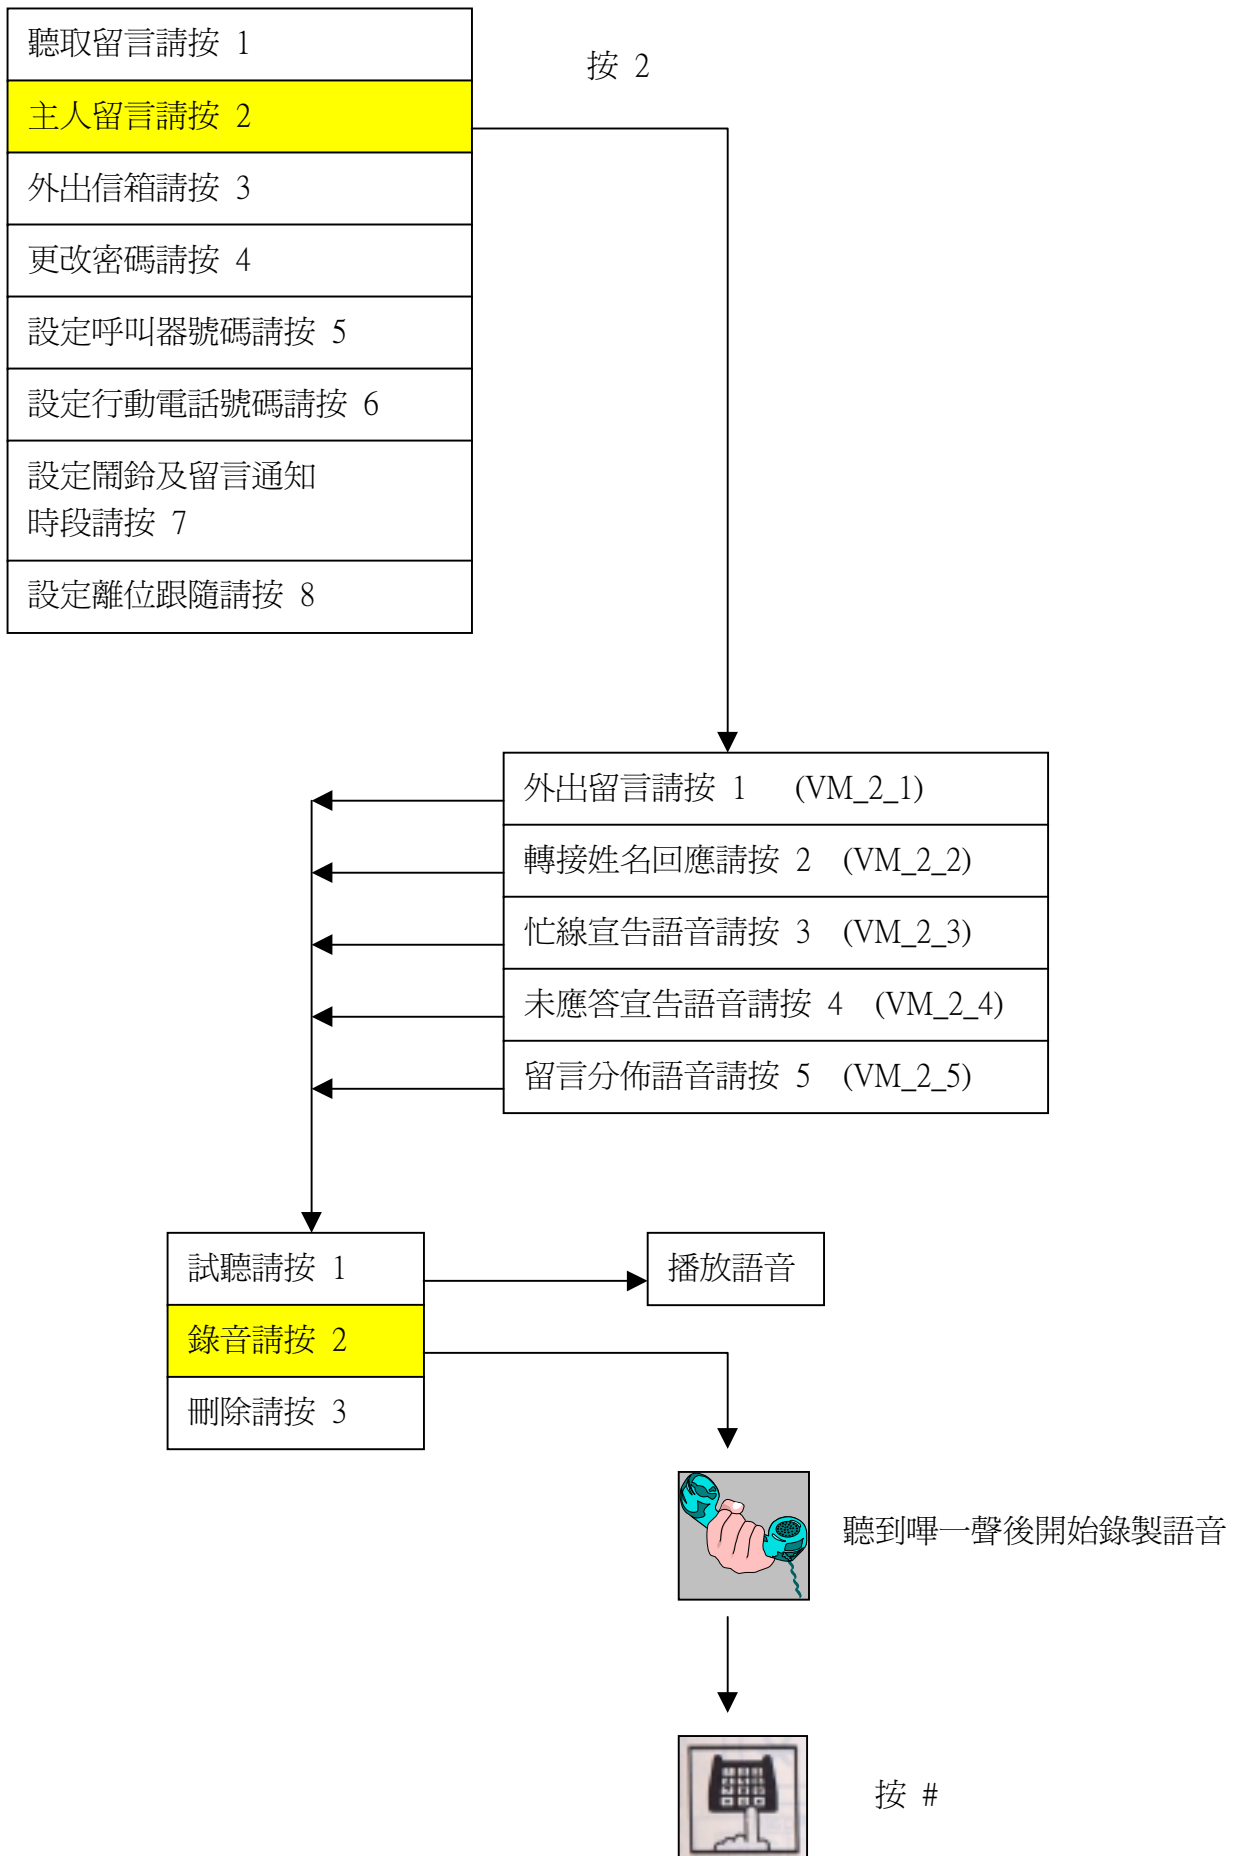 聽取留言請按 1
按 2
主人留言請按 2
外出信箱請按 3
更改密碼請按 4
設定呼叫器號碼請按 5
設定行動電話號碼請按 6
設定鬧鈴及留言通知
時段請按 7
設定離位跟隨請按 8
外出留言請按 1 (VM_2_1)
轉接姓名回應請按 2 (VM_2_2)
忙線宣告語音請按 3 (VM_2_3)
未應答宣告語音請按 4 (VM_2_4)
留言分佈語音請按 5 (VM_2_5)
試聽請按 1
播放語音
錄音請按 2
刪除請按 3
聽到嗶一聲後開始錄製語音
按 #